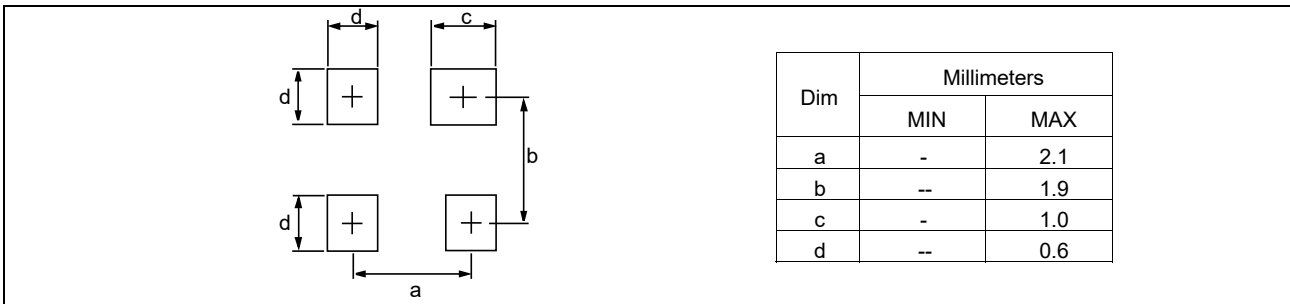 d
c
d
b
d
a
Dim Millimeters
MIN MAX
a - 2.1
b -- 1.9
c - 1.0
d -- 0.6